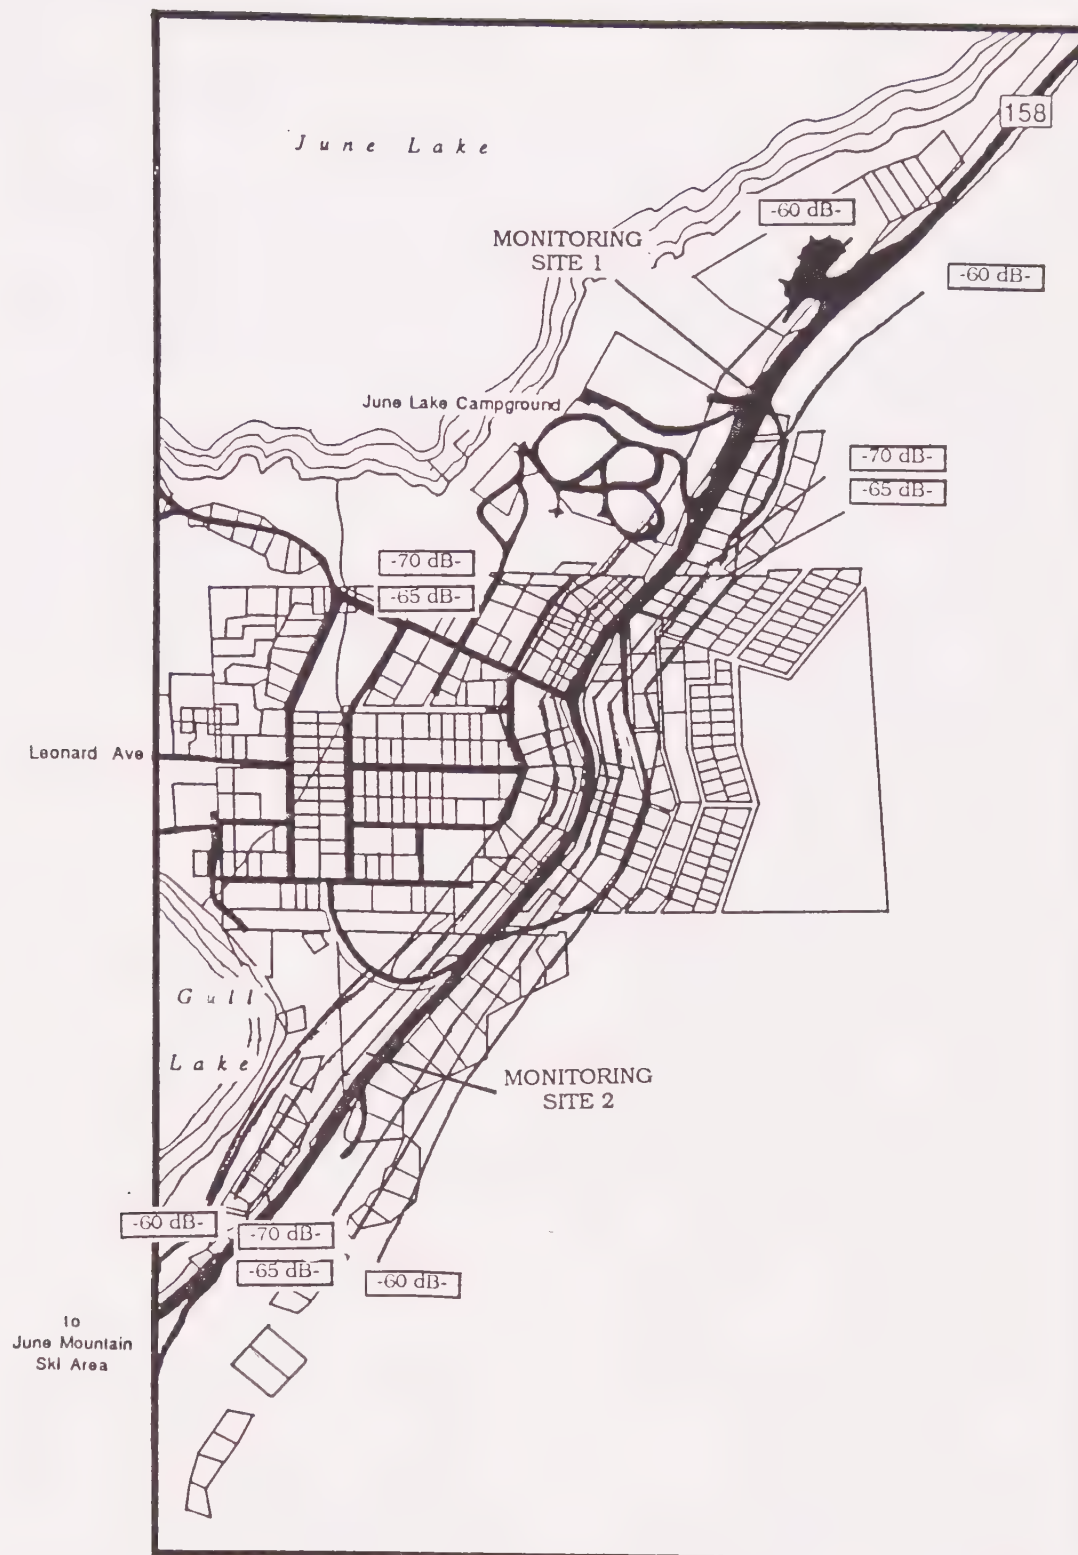 158
June Lake
-60 dB-
MONITORING
SITE 1
-60 dB-
June Lake Campground
-70 dB-
-65 dB-
-70 dB-
-65 dB-
Leonard Ave
Gull
Lake
MONITORING
SITE 2
-60 dB-
-70 dB-
-65 dB-
-60 dB-
to
June Mountain
Ski Area